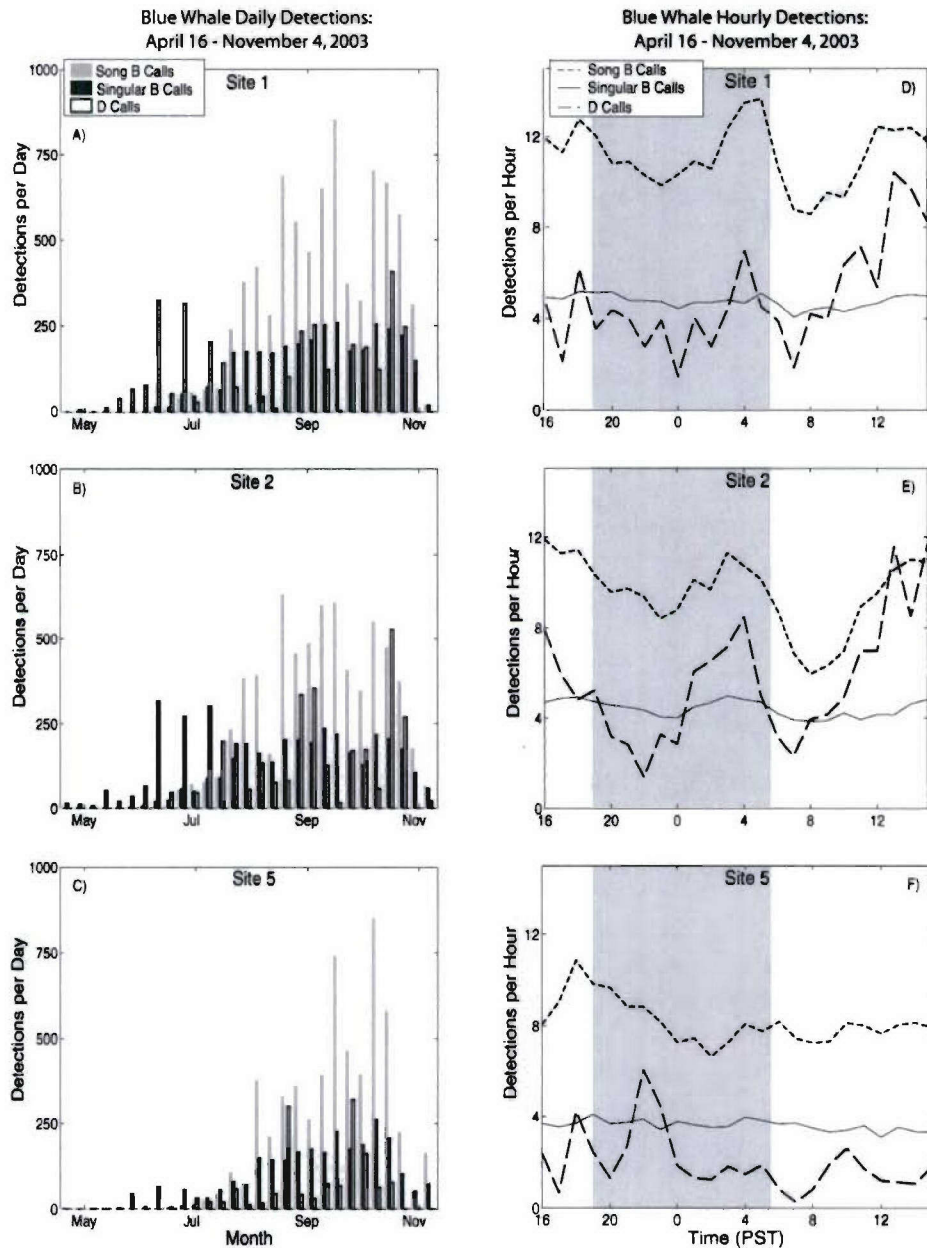 Blue Whale Daily Detections:
April 16 - November 4, 2003
1000
750
500
250
0
Detections per Day
Song B Calls
Singular B Calls
D Calls
Site 1
A)
May
Jul
Sep
Nov
1000
750
500
250
0
Detections per Day
B)
Site 2
May
Jul
Sep
Nov
1000
750
500
250
0
Detections per Day
C)
Site 5
May
Jul
Sep
Nov
Month
Blue Whale Hourly Detections:
April 16 - November 4, 2003
Song B Calls
Singular B Calls
D Calls
Site 1
D)
12
8
4
0
Detections per Hour
16
20
0
4
8
12
Site 2
E)
12
8
4
0
Detections per Hour
16
20
0
4
8
12
Site 5
F)
12
8
4
0
Detections per Hour
16
20
0
4
8
12
Time (PST)